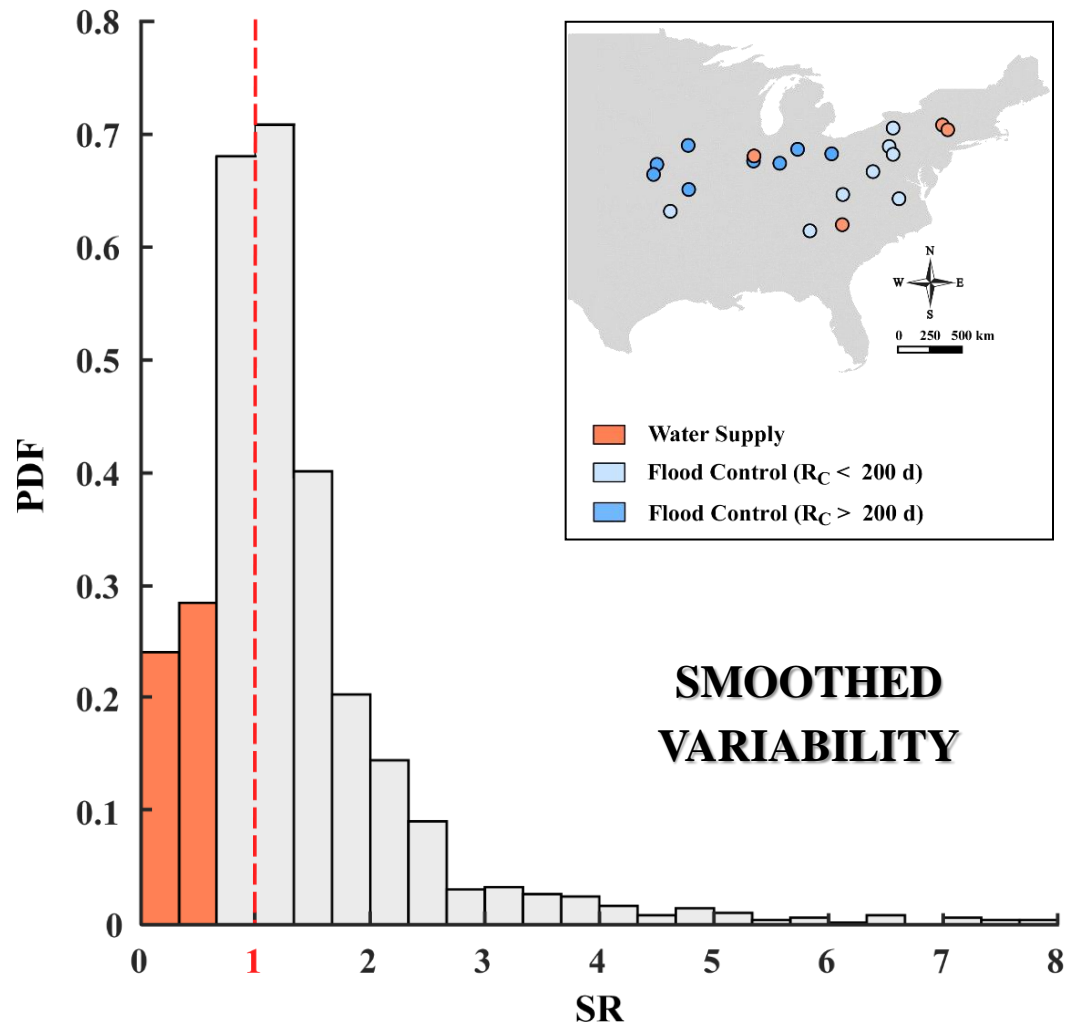 0.8
0.7
0.6
0.5
0.4
0.3
0.2
0.1
0
PDF
0 1 2 3 4 5 6 7 8
SR
N
W E
S
0 250 500 km
Water Supply
Flood Control (R_C < 200 d)
Flood Control (R_C > 200 d)
SMOOTHED
VARIABILITY